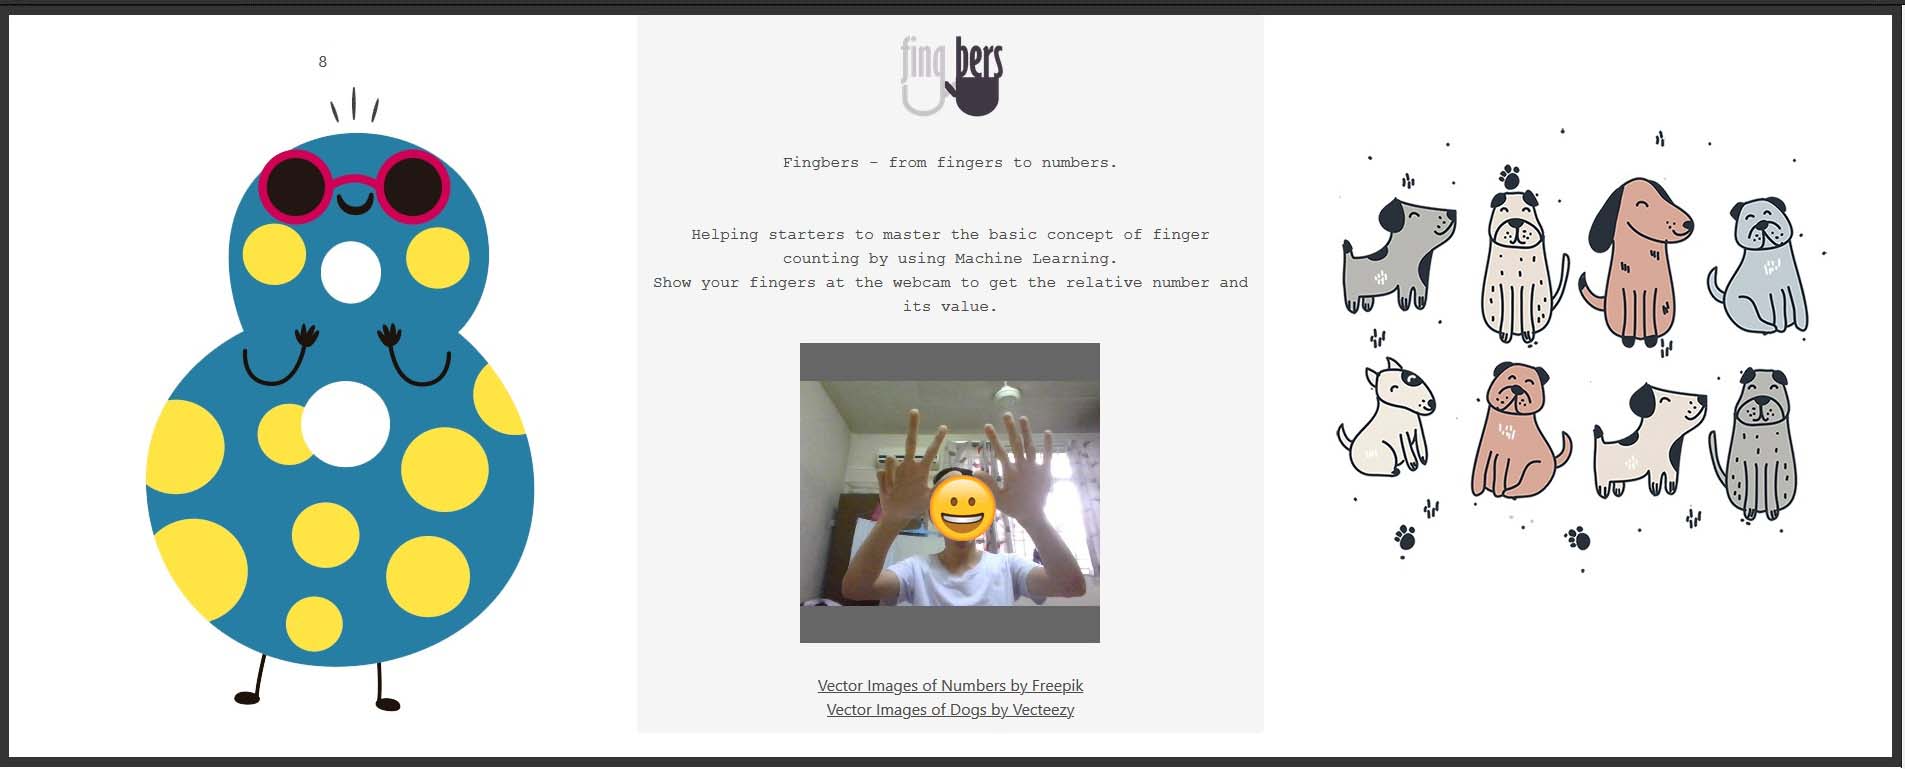 8
fing bers
Fingbers - from fingers to numbers.
Helping starters to master the basic concept of finger
counting by using Machine Learning.
Show your fingers at the webcam to get the relative number and
its value.
Vector Images of Numbers by Freepik
Vector Images of Dogs by Vecteezy